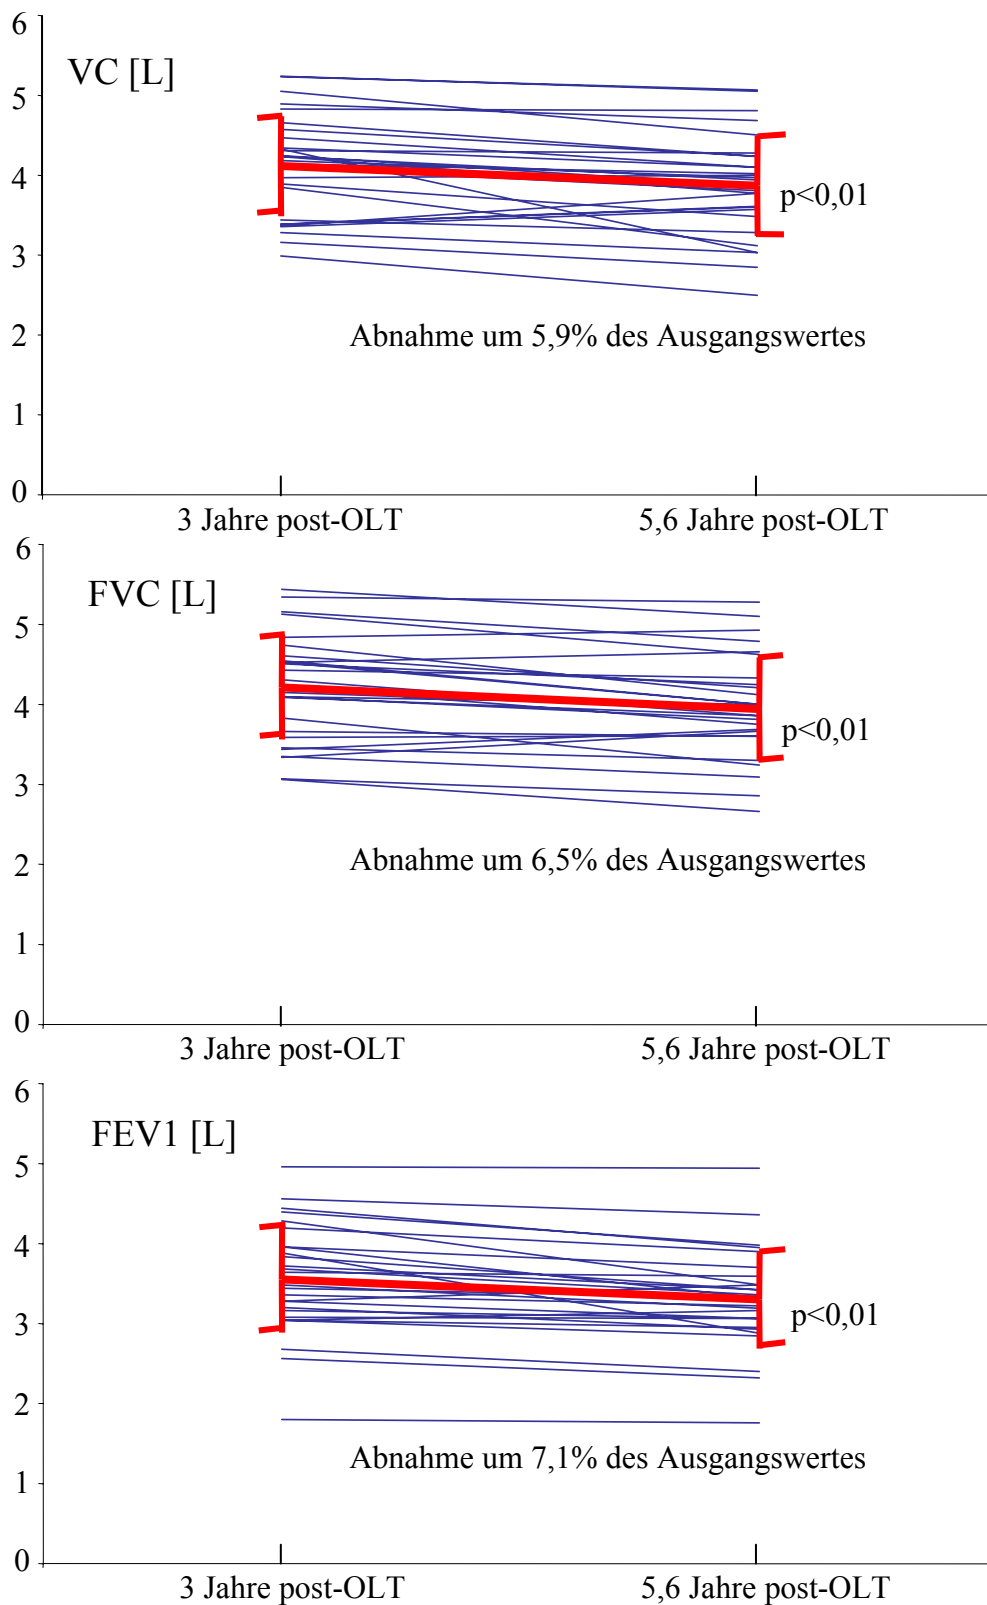 6
VC [L]
5
4
p<0,01
3
2
Abnahme um 5,9% des Ausgangswertes
1
0
3 Jahre post-OLT
5,6 Jahre post-OLT
6
FVC [L]
5
4
p<0,01
3
2
Abnahme um 6,5% des Ausgangswertes
1
0
3 Jahre post-OLT
5,6 Jahre post-OLT
6
FEV1 [L]
5
4
3
p<0,01
2
Abnahme um 7,1% des Ausgangswertes
1
0
3 Jahre post-OLT
5,6 Jahre post-OLT